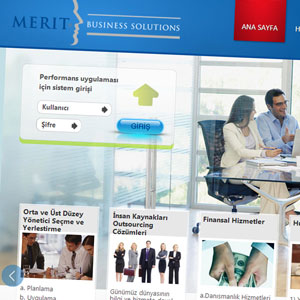 MERIT BUSINESS SOLUTIONS
ANA SAYFA
Performans uygulaması
için sistem girişi
Kullanıcı
Şifre
GİRİŞ
Orta ve Üst Düzey
Yönetici Seçme ve
Yerleştirme
a. Planlama
b. Uygulama
İnsan Kaynakları
Outsourcing
Çözümleri
Günümüz dünyasının
Finansal Hizmetler
a.Danışmanlık Hizmetleri